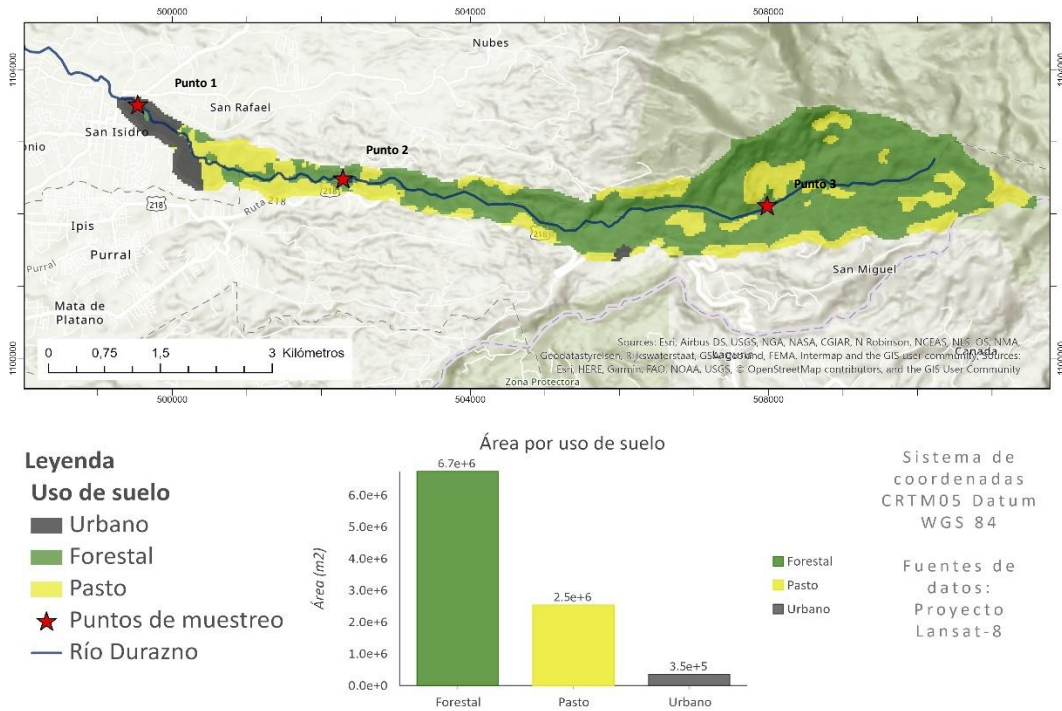 500000
504000
508000
1104000
1104000
Nubes
Punto 1
San Rafael
San Isidro
onio
Punto 2
218
Punto 3
218
Ruta 218
218
Ipis
Purral
Purral
San Miguel
Mata de
Platano
0 0,75 1,5 3 Kilómetros
Sources: Esri, Airbus DS, USGS, NGA, NASA, CGIAR, N Robinson, NCEAS, NLS, OS, NMA,
Geodatastyrelsen, Rijkswaterstaat, GSA, Geoland, FEMA, Intermap and the GIS user community, Sources:
Esri, HERE, Garmin, FAO, NOAA, USGS, © OpenStreetMap contributors, and the GIS User Community
Zona Protectora
1100000
1100000
500000
504000
508000
Leyenda
Uso de suelo
Urbano
Forestal
Pasto
Puntos de muestreo
Río Durazno
Área por uso de suelo
6.7e+6
6.0e+6
5.0e+6
4.0e+6
3.0e+6
2.5e+6
2.0e+6
1.0e+6
3.5e+5
0.0e+0
Área (m2)
Forestal
Pasto
Urbano
Forestal
Pasto
Urbano
Sistema de
coordenadas
CRTM05 Datum
WGS 84
Fuentes de
datos:
Proyecto
Lansat-8